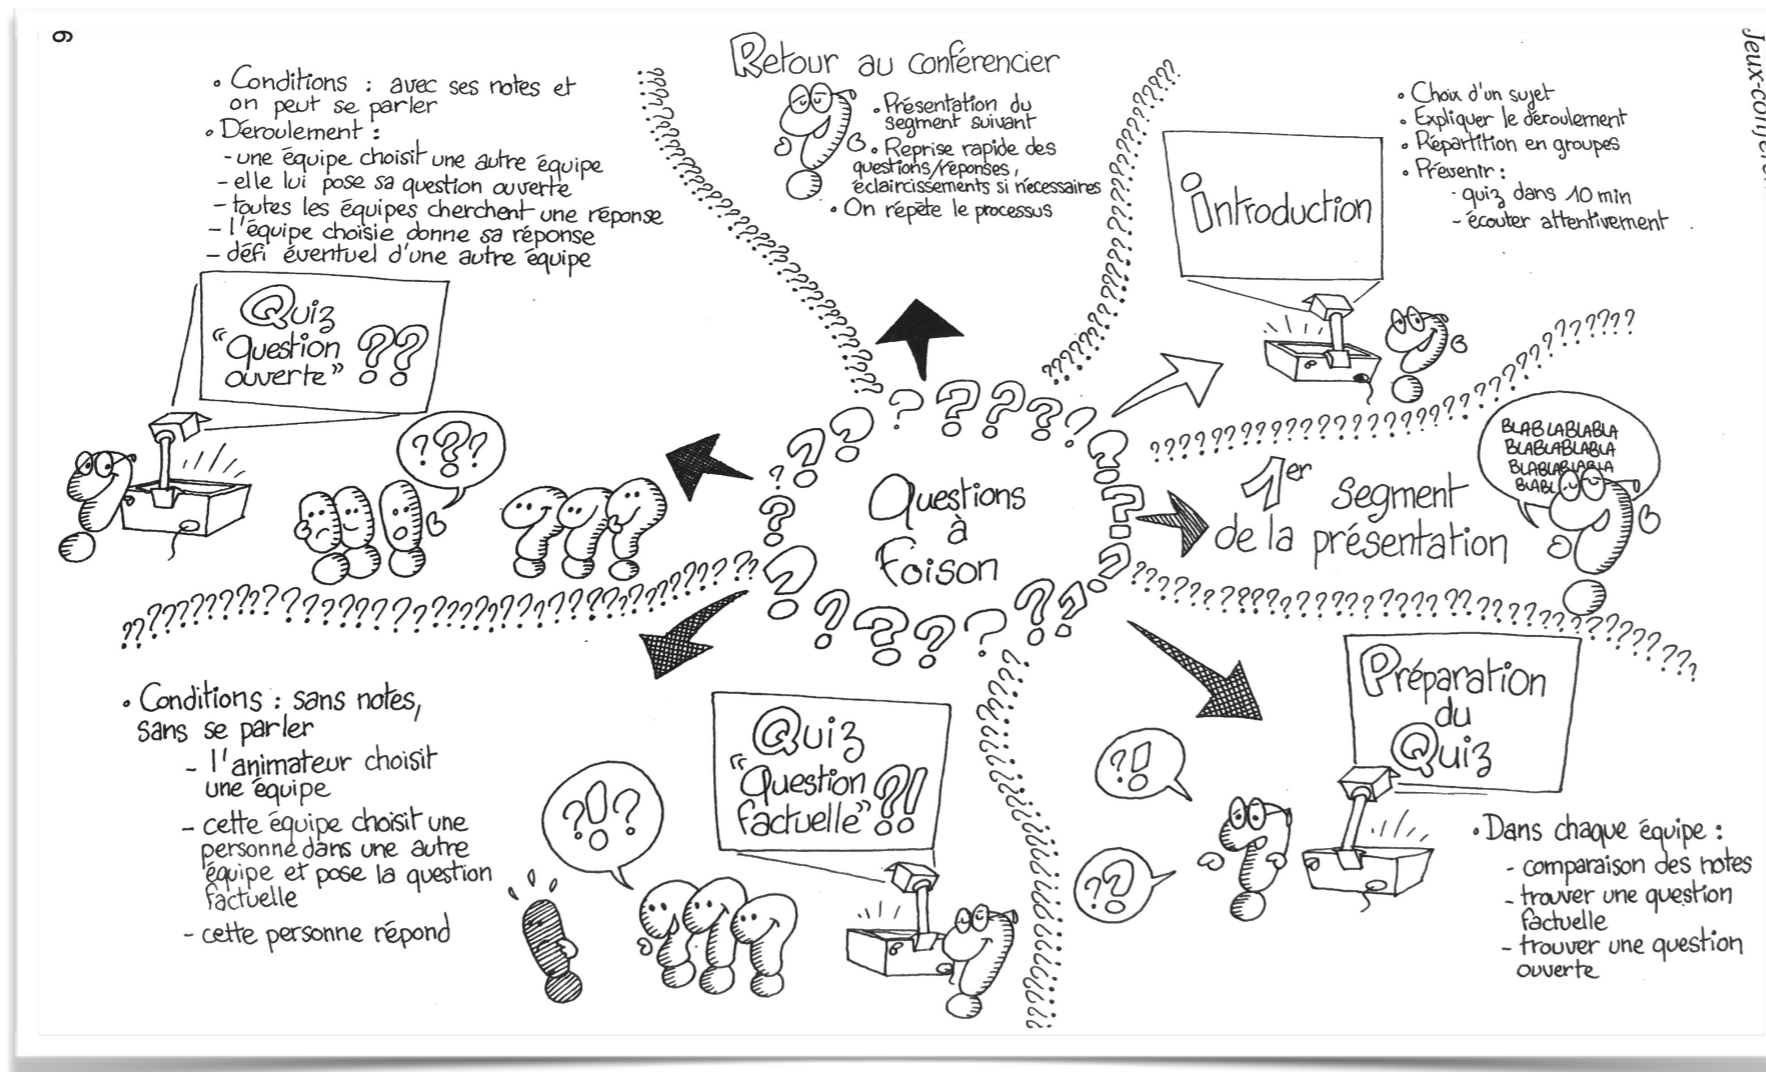 6
Jeux-confére
Questions
à
Foison
Introduction
• Choix d'un sujet
• Expliquer le déroulement
• Répartition en groupes
• Prévenir :
- quiz dans 10 min
- écouter attentivement
1er segment
de la présentation
BLABLABLABLA
BLABLABLABLA
BLABLABLABLA
BLABL
Préparation
du
Quiz
?!
??
• Dans chaque équipe :
- comparaison des notes
- trouver une question
factuelle
- trouver une question
ouverte
Quiz
"Question
factuelle" ?!
?!?
• Conditions : sans notes,
sans se parler
- l'animateur choisit
une équipe
- cette équipe choisit une
personne dans une autre
équipe et pose la question
factuelle
- cette personne répond
Quiz
"Question
ouverte" ??
???
• Conditions : avec ses notes et
on peut se parler
• Déroulement :
- une équipe choisit une autre équipe
- elle lui pose sa question ouverte
- toutes les équipes cherchent une réponse
- l'équipe choisie donne sa réponse
- défi éventuel d'une autre équipe
Retour au conférencier
• Présentation du
segment suivant
• Reprise rapide des
questions/réponses,
éclaircissements si nécessaires
• On répète le processus